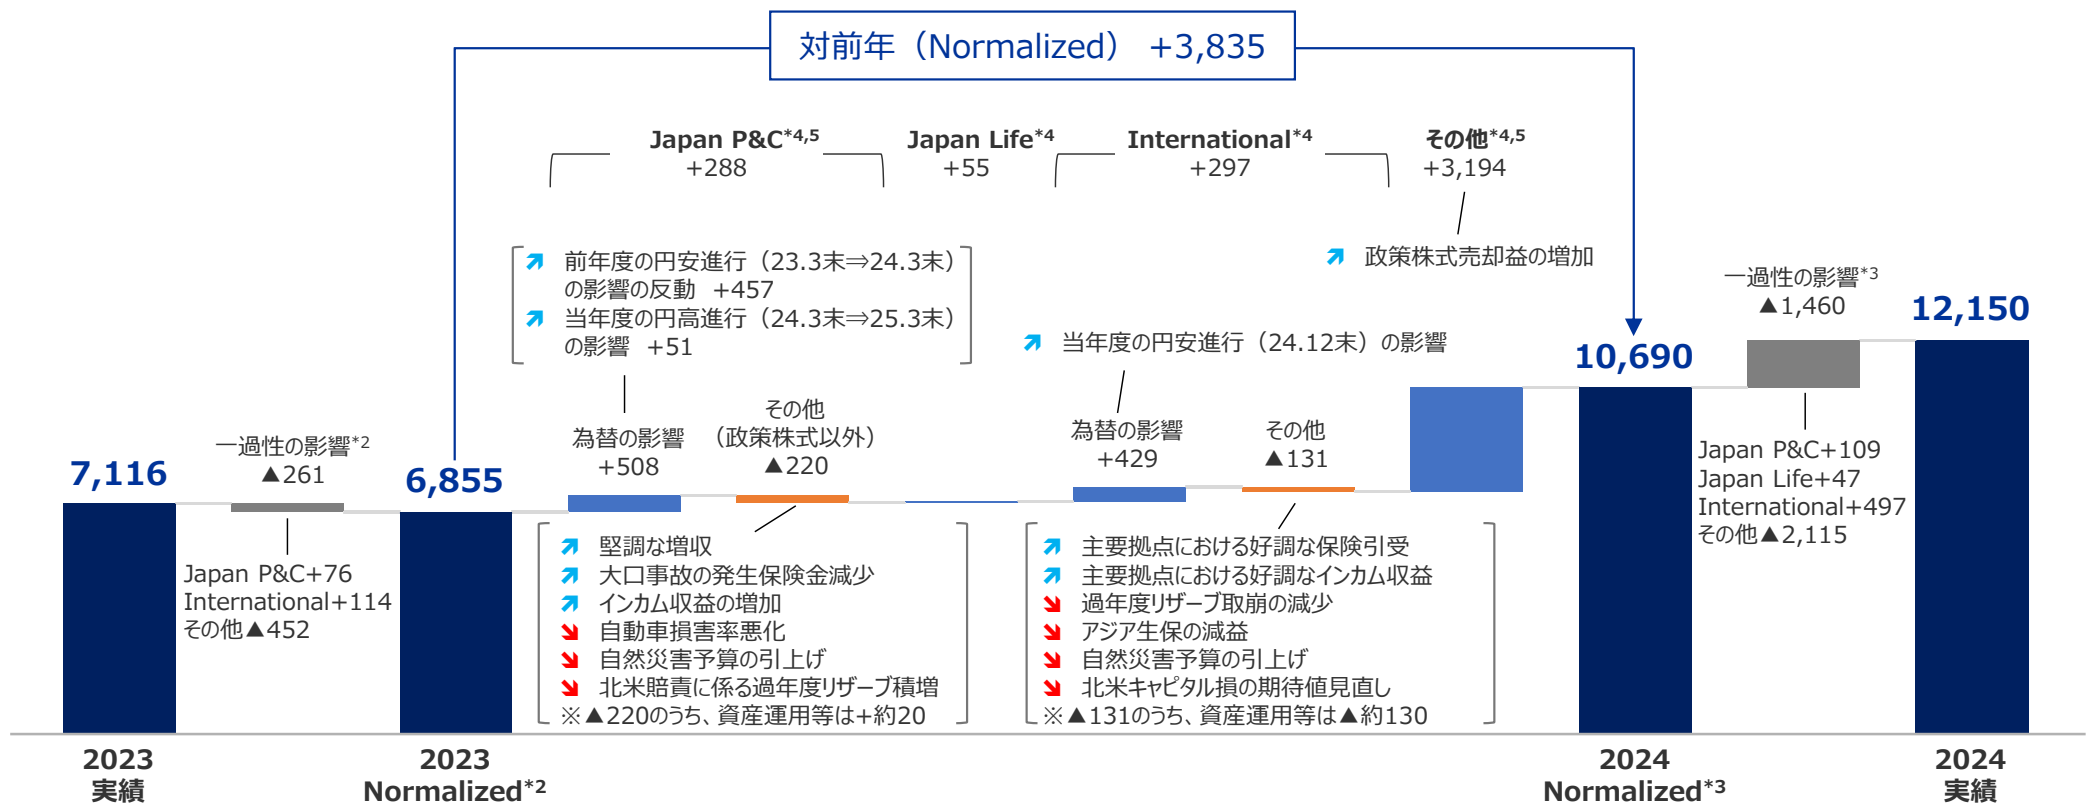 対前年（Normalized） +3,835
Japan P&C*4,5
+288
Japan Life*4
+55
International*4
+297
その他*4,5
+3,194
前年度の円安進行（23.3末⇒24.3末）
の影響の反動 +457
当年度の円高進行（24.3末⇒25.3末）
の影響 +51
当年度の円安進行（24.12末）の影響
政策株式売却益の増加
7,116
一過性の影響*2
▲261
6,855
為替の影響
+508
その他
（政策株式以外）
▲220
為替の影響
+429
その他
▲131
10,690
一過性の影響*3
▲1,460
12,150
Japan P&C+76
International+114
その他▲452
堅調な増収
大口事故の発生保険金減少
インカム収益の増加
自動車損害率悪化
自然災害予算の引上げ
北米賠責に係る過年度リザーブ積増
※▲220のうち、資産運用等は+約20
主要拠点における好調な保険引受
主要拠点における好調なインカム収益
過年度リザーブ取崩の減少
アジア生保の減益
自然災害予算の引上げ
北米キャピタル損の期待値見直し
※▲131のうち、資産運用等は▲約130
Japan P&C+109
Japan Life+47
International+497
その他▲2,115
2023
実績
2023
Normalized*2
2024
Normalized*3
2024
実績